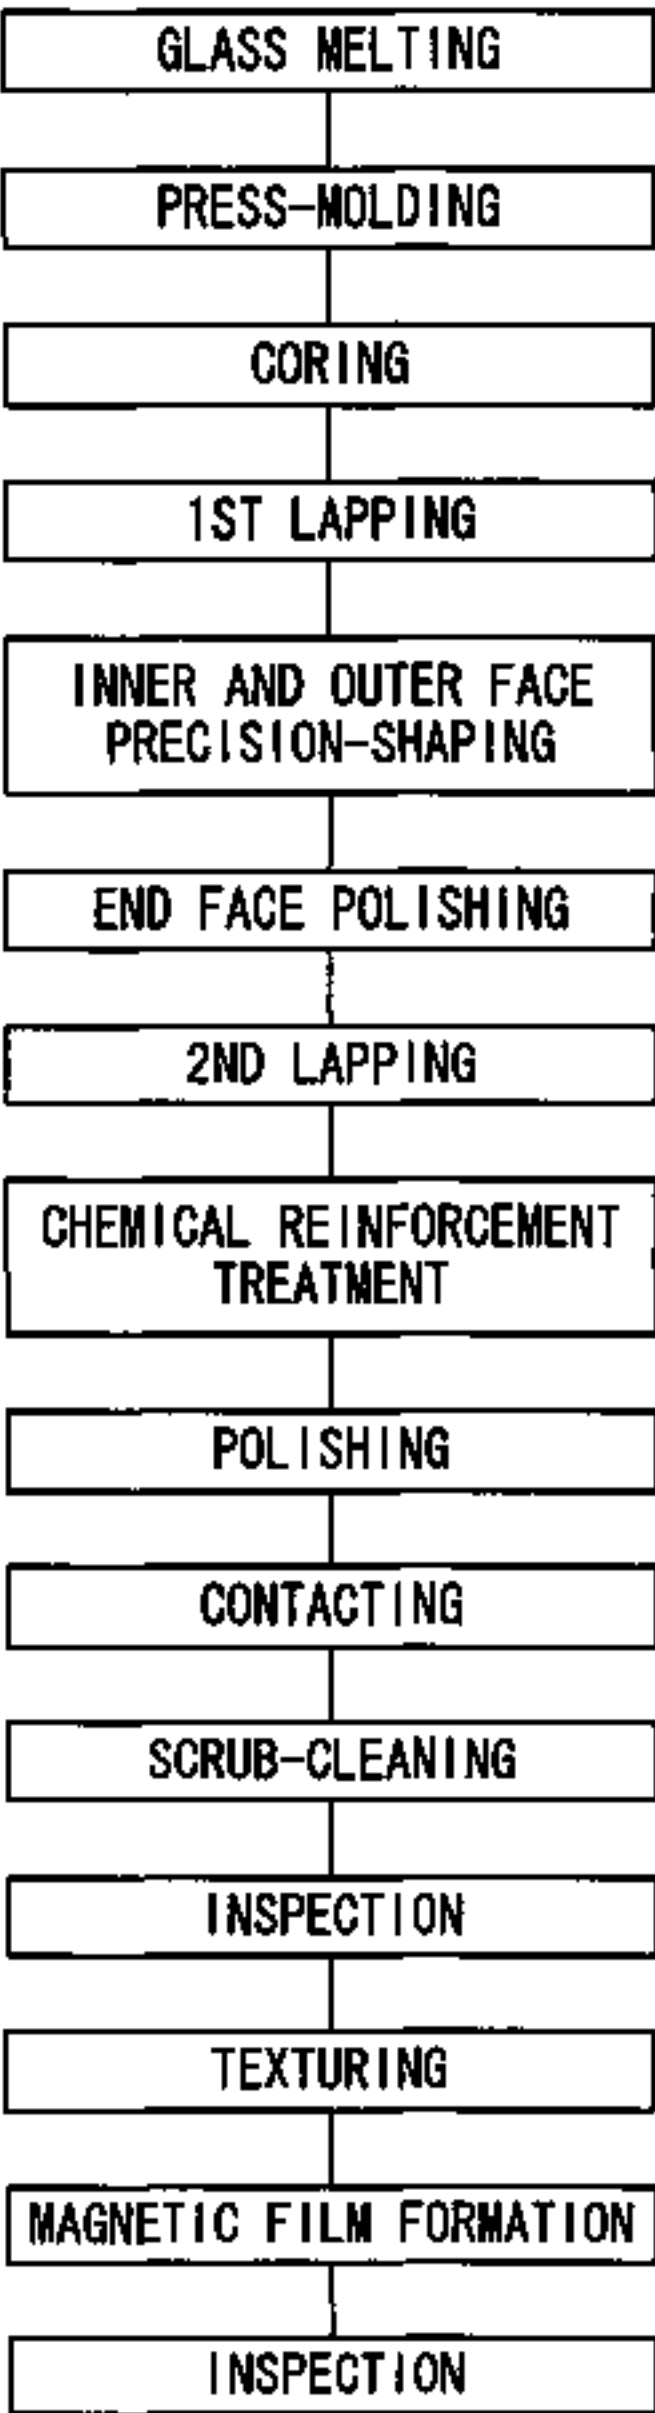 GLASS MELTING
PRESS-MOLDING
CORING
1ST LAPPING
INNER AND OUTER FACE
PRECISION-SHAPING
END FACE POLISHING
2ND LAPPING
CHEMICAL REINFORCEMENT
TREATMENT
POLISHING
CONTACTING
SCRUB-CLEANING
INSPECTION
TEXTURING
MAGNETIC FILM FORMATION
INSPECTION